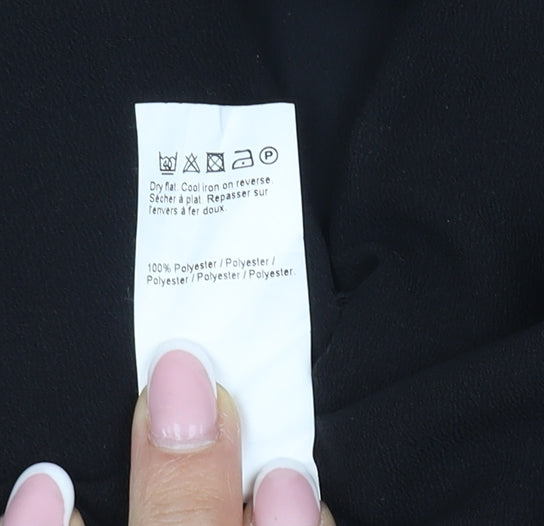 P
Dry flat. Cool iron on reverse.
Sécher à plat. Repasser sur
l'envers à fer doux.
100% Polyester / Polyester /
Polyester / Polyester / Polyester.